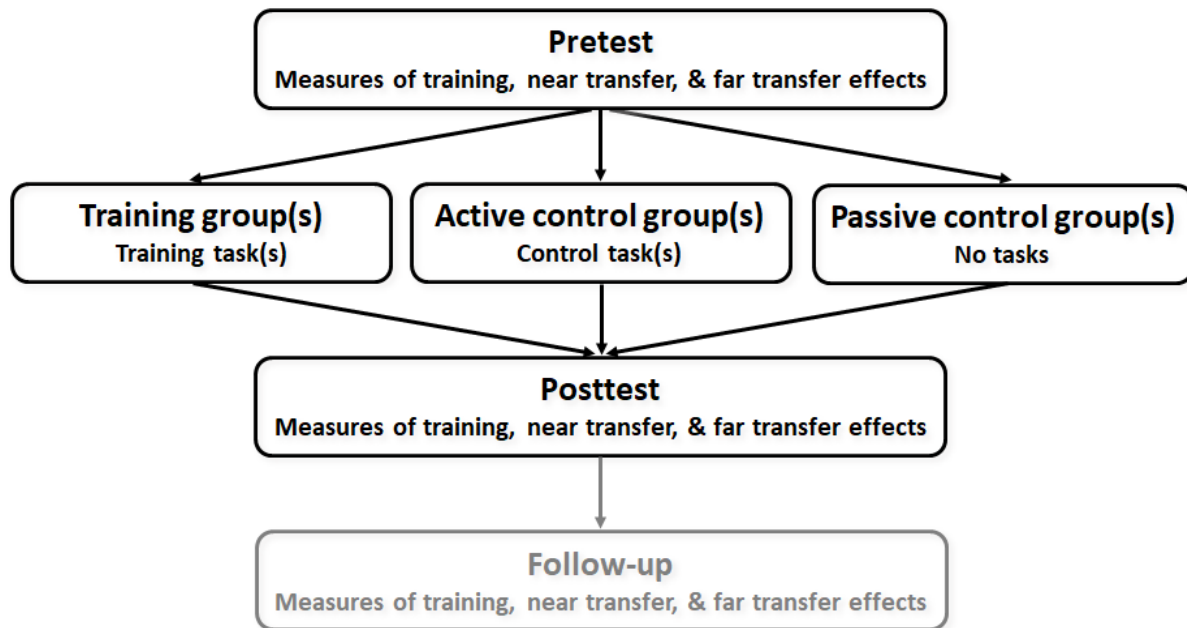 Pretest
Measures of training, near transfer, & far transfer effects
Training group(s)
Training task(s)
Active control group(s)
Control task(s)
Passive control group(s)
No tasks
Posttest
Measures of training, near transfer, & far transfer effects
Follow-up
Measures of training, near transfer, & far transfer effects